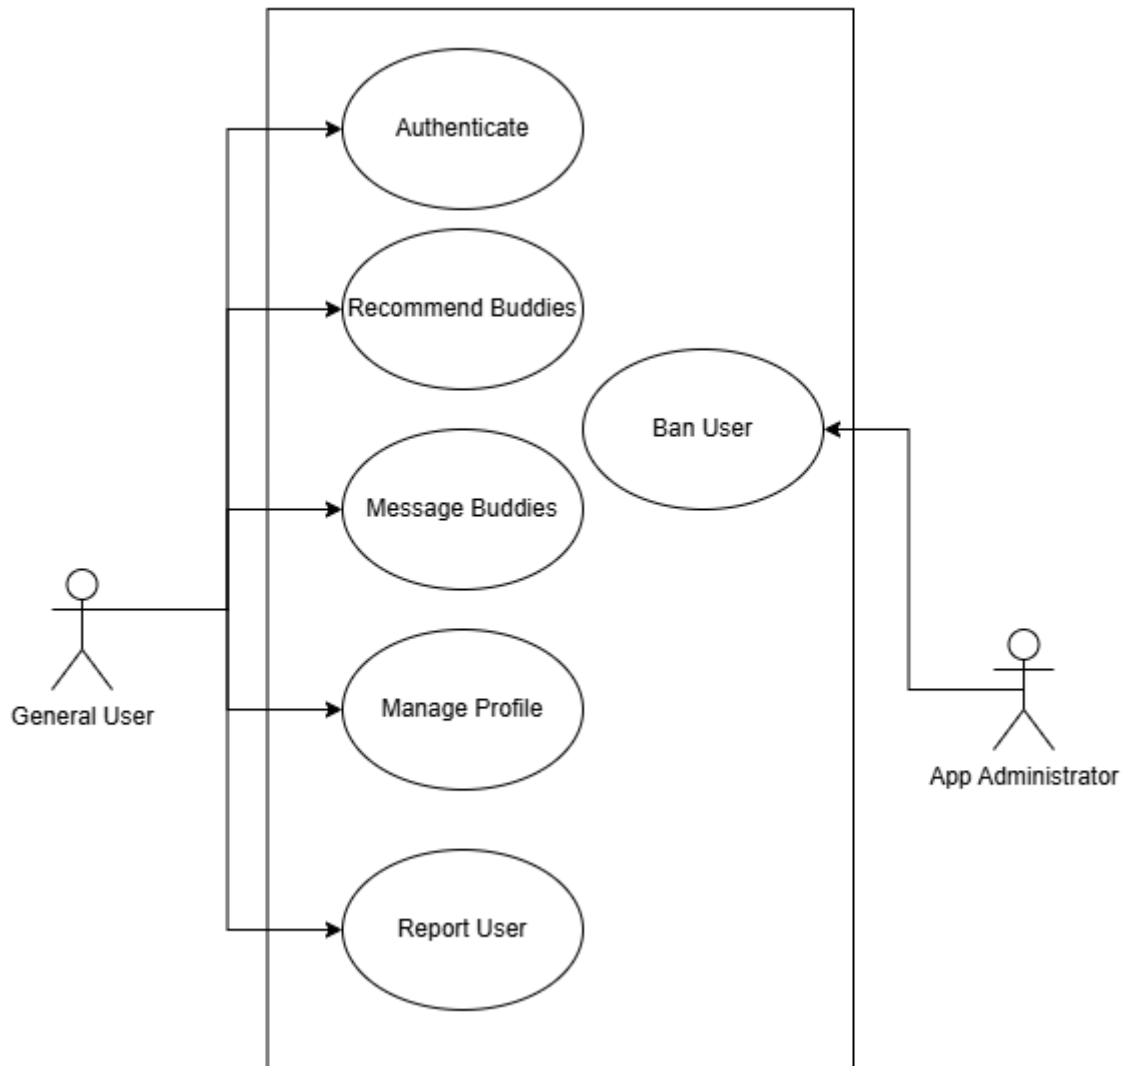 Authenticate
Recommend Buddies
Ban User
Message Buddies
Manage Profile
General User
App Administrator
Report User